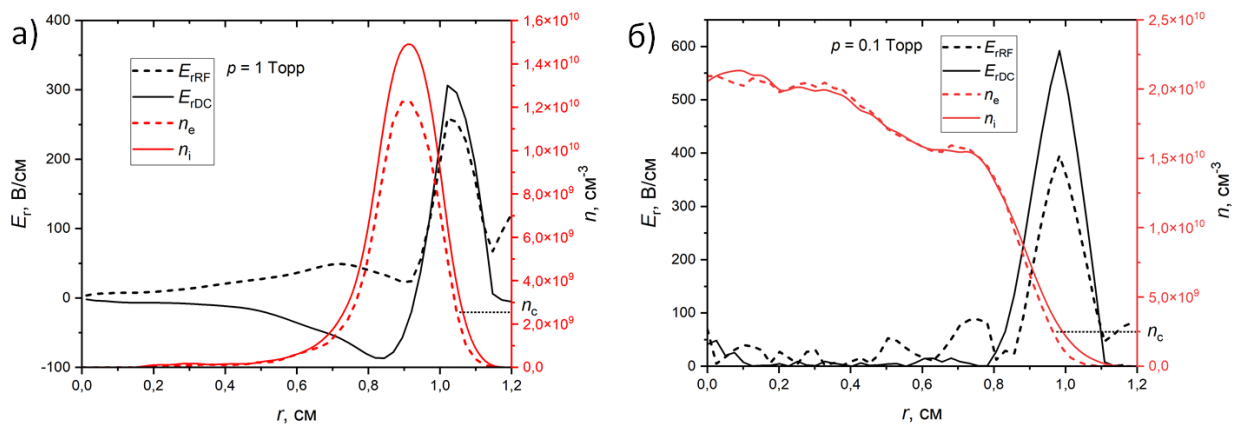 а)
p = 1 Торр
E_rRF
E_rDC
n_e
n_i
E_r, В/см
400
300
200
100
0
-100
0,0 0,2 0,4 0,6 0,8 1,0 1,2
r, см
1,6×10^10
1,4×10^10
1,2×10^10
1,0×10^10
8,0×10^9
6,0×10^9
4,0×10^9
2,0×10^9
0,0
n, см^-3
n_c
б)
p = 0.1 Торр
E_rRF
E_rDC
n_e
n_i
E_r, В/см
600
500
400
300
200
100
0
0,0 0,2 0,4 0,6 0,8 1,0 1,2
r, см
2,5×10^10
2,0×10^10
1,5×10^10
1,0×10^10
5,0×10^9
0,0
n, см^-3
n_c